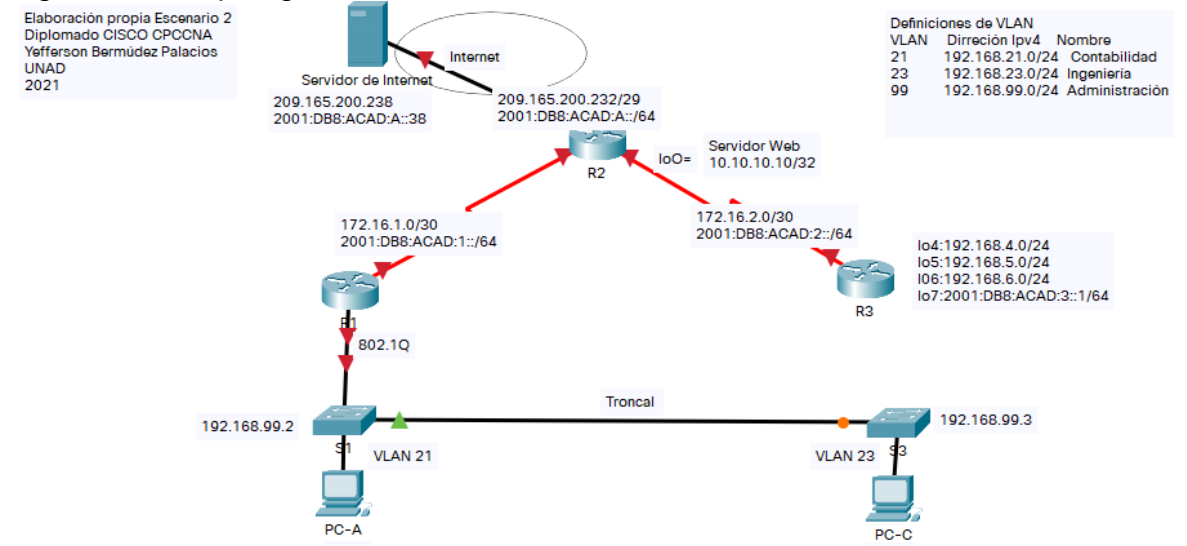 Elaboración propia Escenario 2
Diplomado CISCO CPCCNA
Yefferson Bermúdez Palacios
UNAD
2021
Internet
Servidor de Internet
209.165.200.238
2001:DB8:ACAD:A::38
209.165.200.232/29
2001:DB8:ACAD:A::/64
R2
loO=
Servidor Web
10.10.10.10/32
Definiciones de VLAN
VLAN Dirreción Ipv4 Nombre
21 192.168.21.0/24 Contabilidad
23 192.168.23.0/24 Ingeniería
99 192.168.99.0/24 Administración
172.16.1.0/30
2001:DB8:ACAD:1::/64
172.16.2.0/30
2001:DB8:ACAD:2::/64
lo4:192.168.4.0/24
lo5:192.168.5.0/24
l06:192.168.6.0/24
lo7:2001:DB8:ACAD:3::1/64
R1
R3
802.1Q
Troncal
192.168.99.2
192.168.99.3
S1
VLAN 21
VLAN 23
S3
PC-A
PC-C